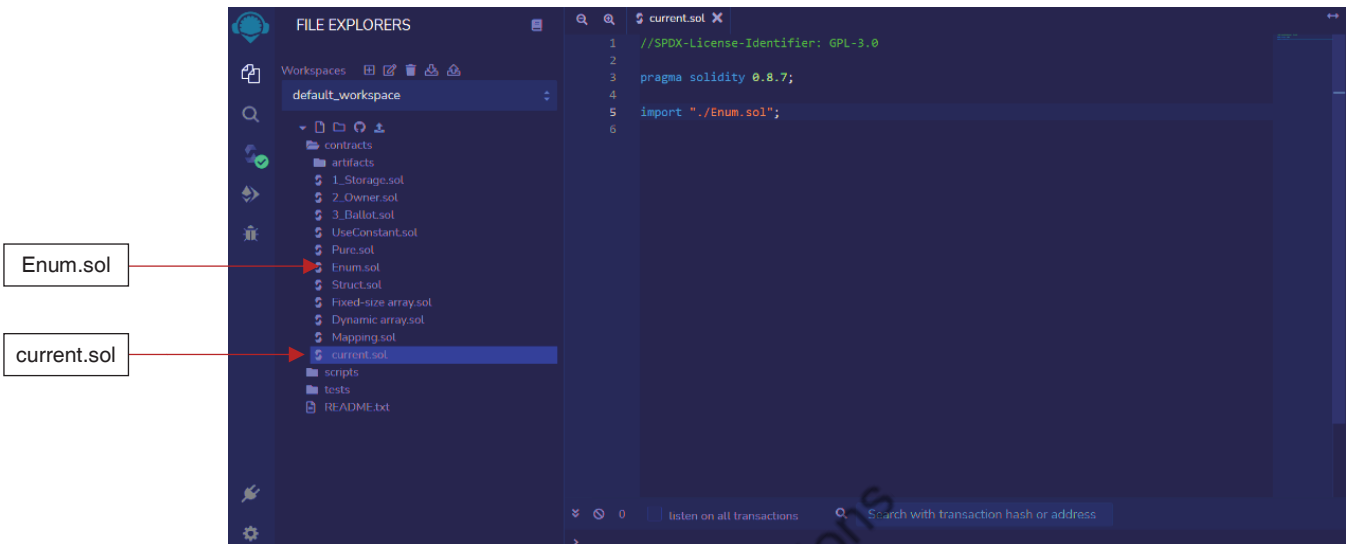 FILE EXPLORERS
Workspaces
default_workspace
contracts
artifacts
1_Storage.sol
2_Owner.sol
3_Ballot.sol
UseConstant.sol
Pure.sol
Enum.sol
Struct.sol
Fixed-size array.sol
Dynamic array.sol
Mapping.sol
current.sol
scripts
tests
README.txt
Enum.sol
current.sol
current.sol
1 //SPDX-License-Identifier: GPL-3.0
2
3 pragma solidity 0.8.7;
4
5 import "./Enum.sol";
6
0 listen on all transactions Search with transaction hash or address
>